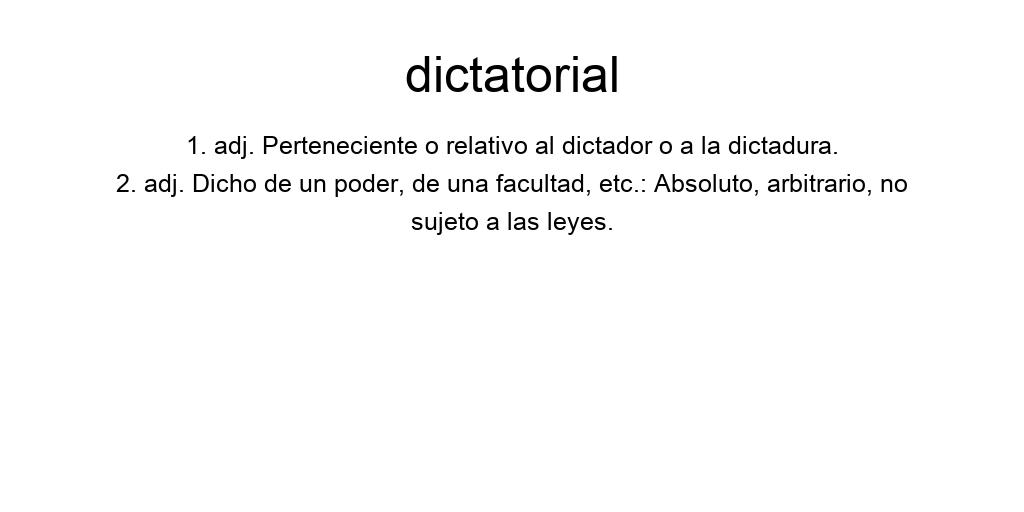 dictatorial
1. adj. Perteneciente o relativo al dictador o a la dictadura.
2. adj. Dicho de un poder, de una facultad, etc.: Absoluto, arbitrario, no
sujeto a las leyes.